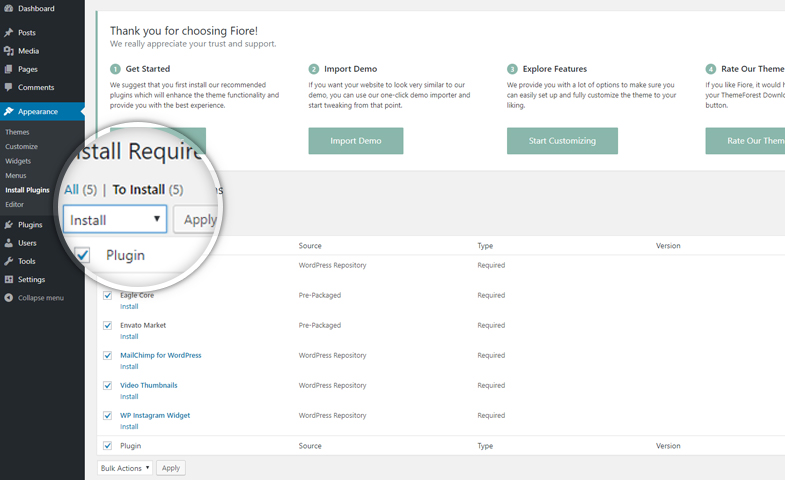 Dashboard
Posts
Media
Pages
Comments
Appearance
Themes
Customize
Widgets
Menus
Install Plugins
Editor
Plugins
Users
Tools
Settings
Collapse menu
Thank you for choosing Fiore!
We really appreciate your trust and support.
1 Get Started
We suggest that you first install our recommended
plugins which will enhance the theme functionality and
provide you with the best experience.
2 Import Demo
If you want your website to look very similar to our
demo, you can use our one-click demo importer and
start tweaking from that point.
Import Demo
3 Explore Features
We provide you with a lot of options to make sure you
can easily set up and fully customize the theme to your
liking.
Start Customizing
4 Rate Our Theme
If you like Fiore, it would h
your ThemeForest Downlo
button.
Rate Our Them
stall Require
All (5) | To Install (5)
ns
Install Apply
Plugin
Source Type Version
WordPress Repository Required
Eagle Core Pre-Packaged Required
Install
Envato Market Pre-Packaged Required
Install
MailChimp for WordPress WordPress Repository Required
Install
Video Thumbnails WordPress Repository Required
Install
WP Instagram Widget WordPress Repository Required
Install
Plugin Source Type Version
Bulk Actions Apply